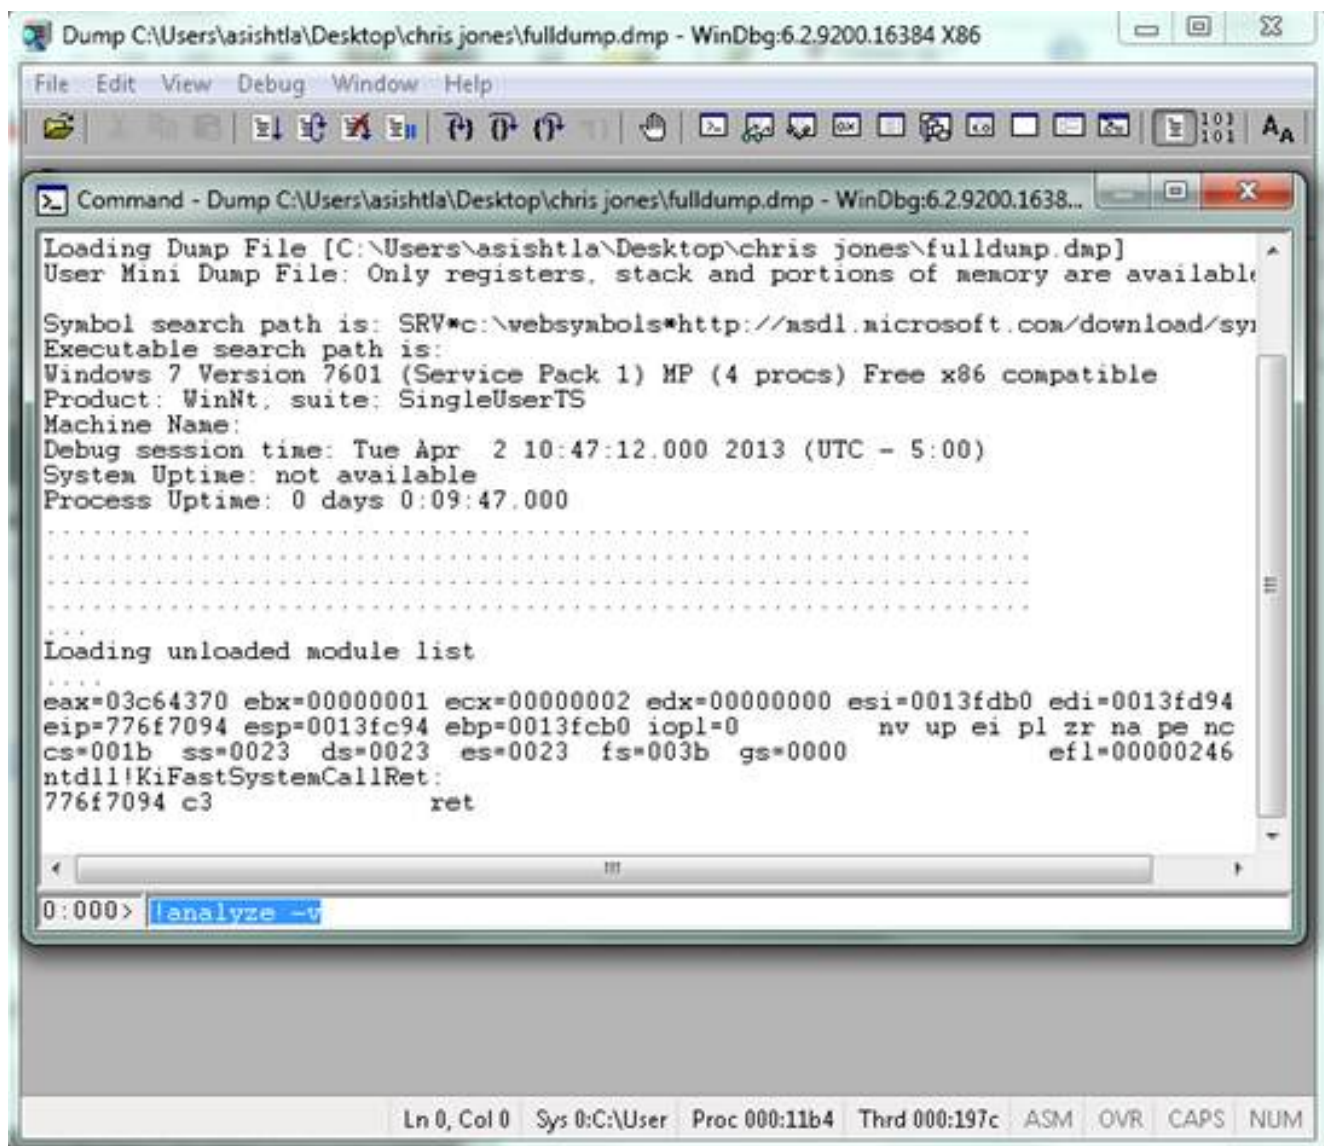 Dump C:\Users\asishtla\Desktop\chris jones\fulldump.dmp - WinDbg:6.2.9200.16384 X86
File Edit View Debug Window Help
Command - Dump C:\Users\asishtla\Desktop\chris jones\fulldump.dmp - WinDbg:6.2.9200.1638...
Loading Dump File [C:\Users\asishtla\Desktop\chris jones\fulldump.dmp]
User Mini Dump File: Only registers, stack and portions of memory are available
Symbol search path is: SRV*c:\websymbols*http://msdl.microsoft.com/download/sy
Executable search path is:
Windows 7 Version 7601 (Service Pack 1) MP (4 procs) Free x86 compatible
Product: WinNt, suite: SingleUserTS
Machine Name:
Debug session time: Tue Apr  2 10:47:12.000 2013 (UTC - 5:00)
System Uptime: not available
Process Uptime: 0 days 0:09:47.000
................................................................
................................................................
................................................................
................................................................
...
Loading unloaded module list
....
eax=03c64370 ebx=00000001 ecx=00000002 edx=00000000 esi=0013fdb0 edi=0013fd94
eip=776f7094 esp=0013fc94 ebp=0013fcb0 iopl=0 nv up ei pl zr na pe nc
cs=001b ss=0023 ds=0023 es=0023 fs=003b gs=0000 efl=00000246
ntdll!KiFastSystemCallRet:
776f7094 c3 ret
0:000> !analyze -v
Ln 0, Col 0 Sys 0:C:\User Proc 000:11b4 Thrd 000:197c ASM OVR CAPS NUM